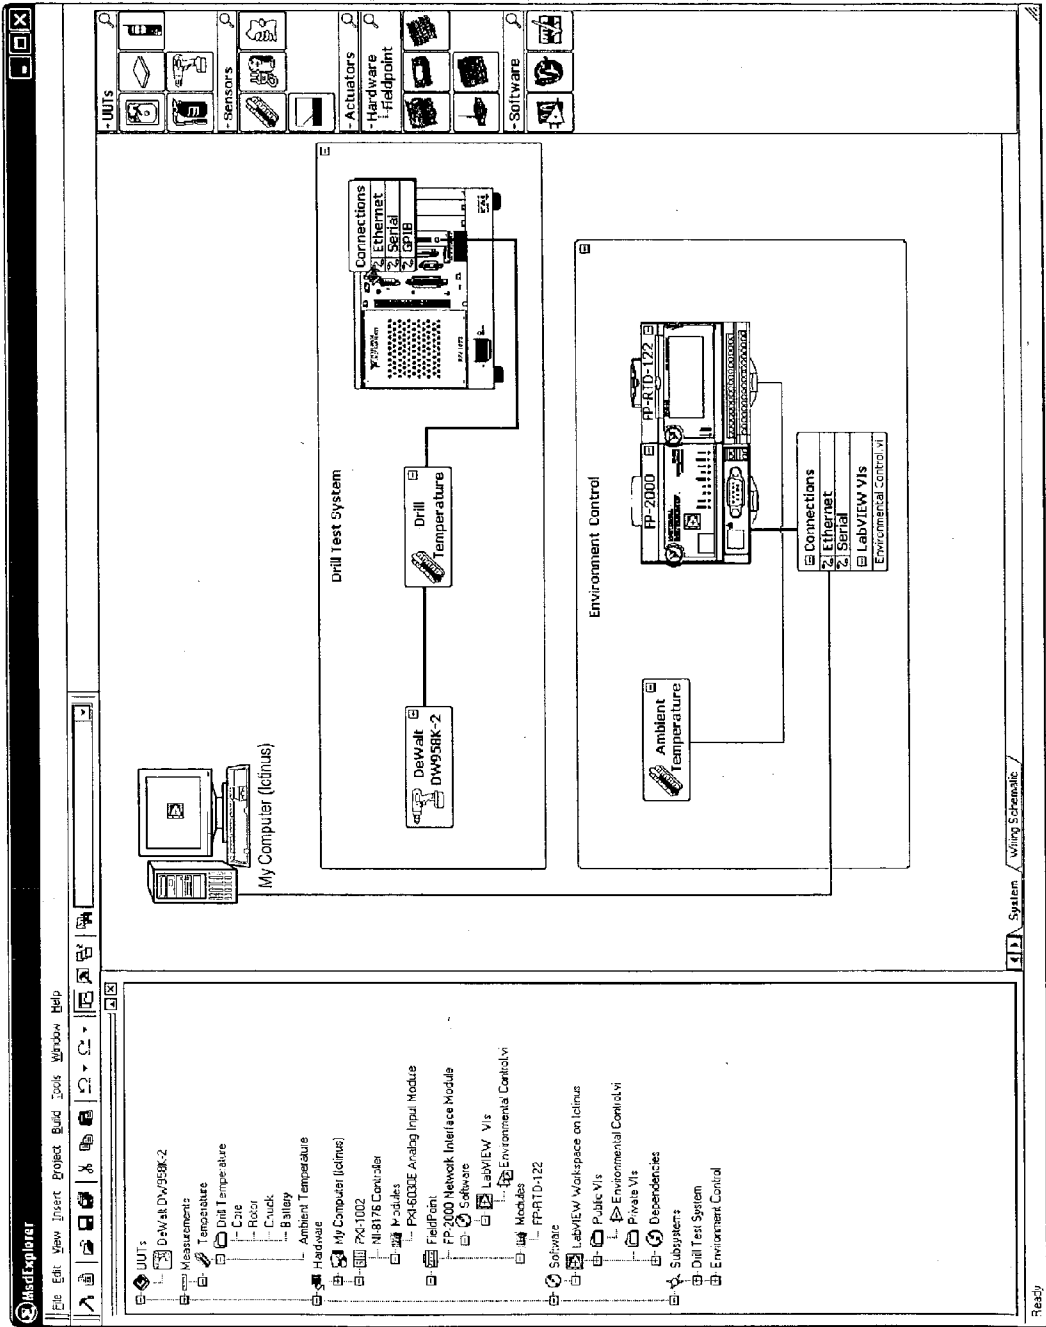 MsdExplorer
File Edit View Insert Project Build Tools Window Help
UUTs
DeWalt DW958K-2
Measurements
Temperature
Drill Temperature
Core
Rotor
Chuck
Battery
Ambient Temperature
Hardware
My Computer (Ictinus)
PXI-1002
NI-8176 Controller
Modules
PXI-6030E Analog Input Module
FieldPoint
FP-2000 Network Interface Module
Software
LabVIEW VIs
Environmental Control.vi
Modules
FP-RTD-122
Software
LabVIEW Workspace on Ictinus
Public VIs
Environmental Control.vi
Private VIs
Dependencies
Subsystems
Drill Test System
Environment Control
My Computer (Ictinus)
Drill Test System
DeWalt
DW958K-2
Drill
Temperature
Connections
Ethernet
Serial
GPIB
Environment Control
Ambient
Temperature
FP-2000
FP-RTD-122
Connections
Ethernet
Serial
LabVIEW VIs
Environmental control.vi
- UUTs
- Sensors
- Actuators
- Hardware
Fieldpoint
- Software
System
Wiring Schematic
Ready